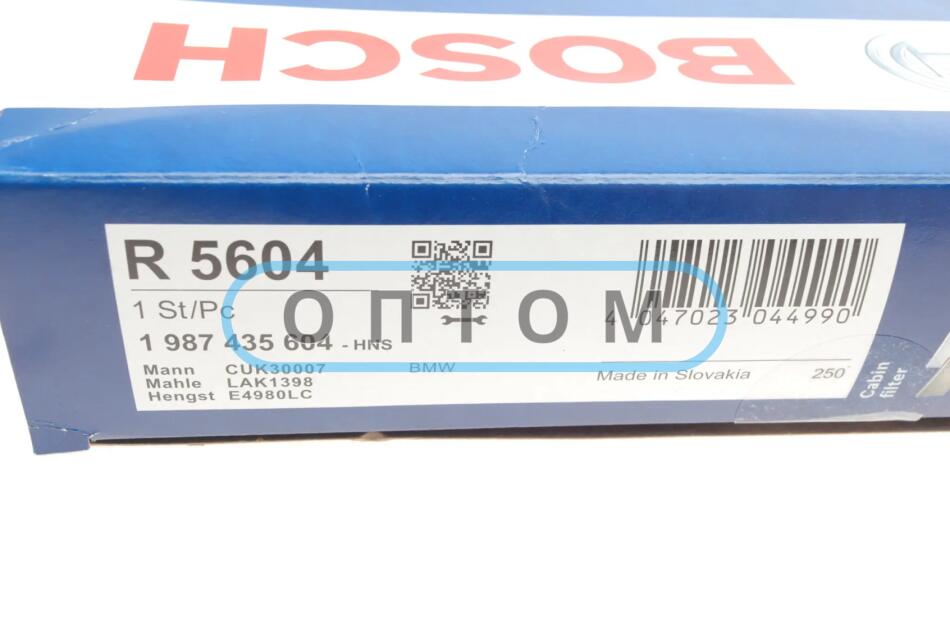 BOSCH
R 5604
1 St/Pc
1 987 435 604 - HNS
Mann CUK30007
Mahle LAK1398
Hengst E4980LC
BMW
4 047023 044990
Made in Slovakia
250
Cabin
filter
ОПТОМ